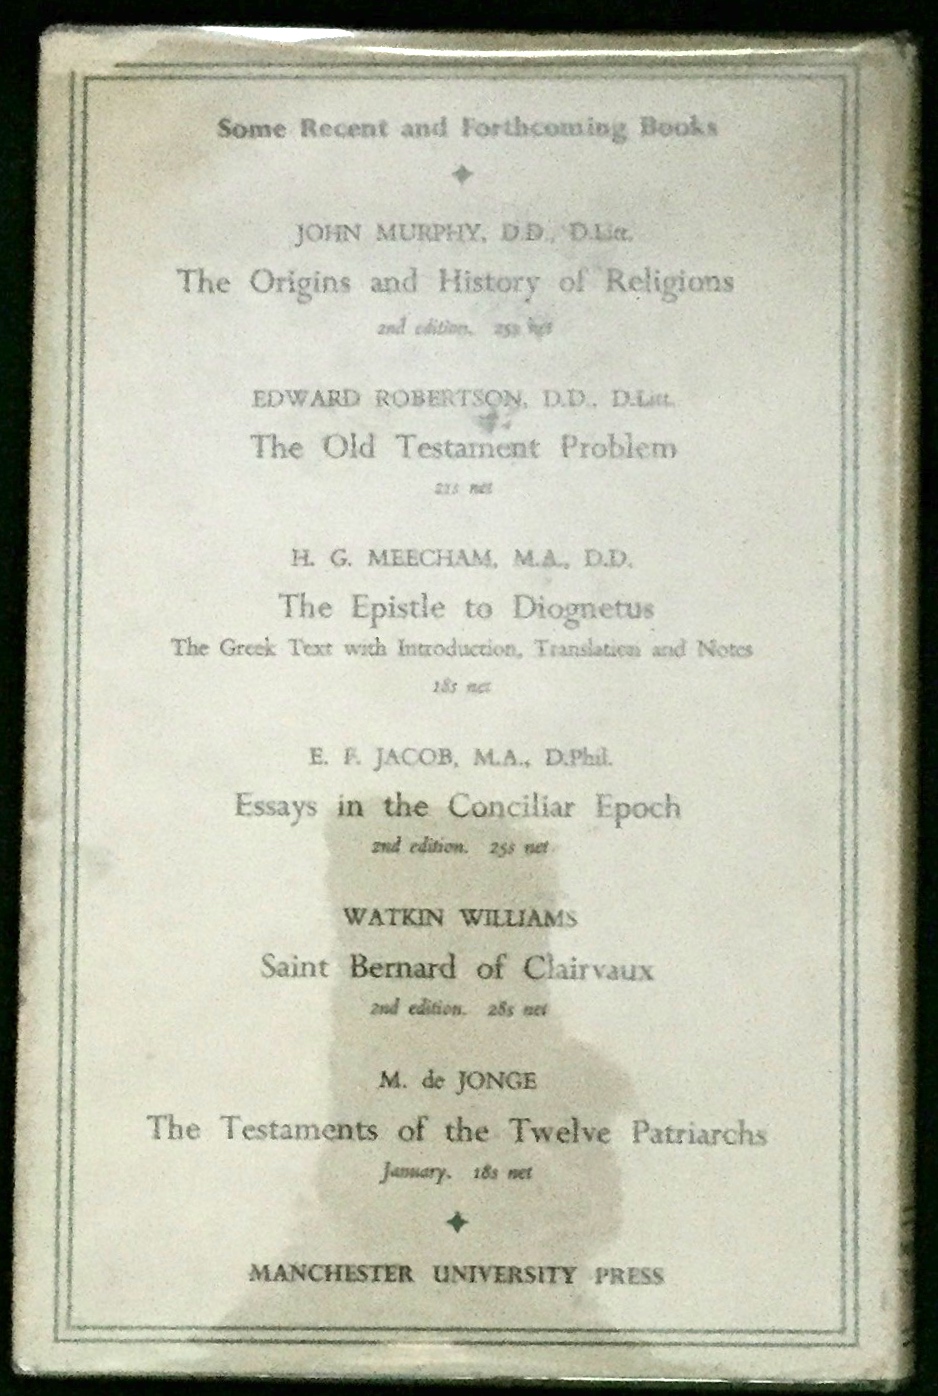 Some Recent and Forthcoming Books
JOHN MURPHY, D.D., D.Litt.
The Origins and History of Religions
2nd edition. 25s net
EDWARD ROBERTSON, D.D., D.Litt.
The Old Testament Problem
21s net
H. G. MEECHAM, M.A., D.D.
The Epistle to Diognetus
The Greek Text with Introduction, Translation and Notes
18s net
E. F. JACOB, M.A., D.Phil.
Essays in the Conciliar Epoch
2nd edition. 25s net
WATKIN WILLIAMS
Saint Bernard of Clairvaux
2nd edition. 28s net
M. de JONGE
The Testaments of the Twelve Patriarchs
January. 18s net
MANCHESTER UNIVERSITY PRESS